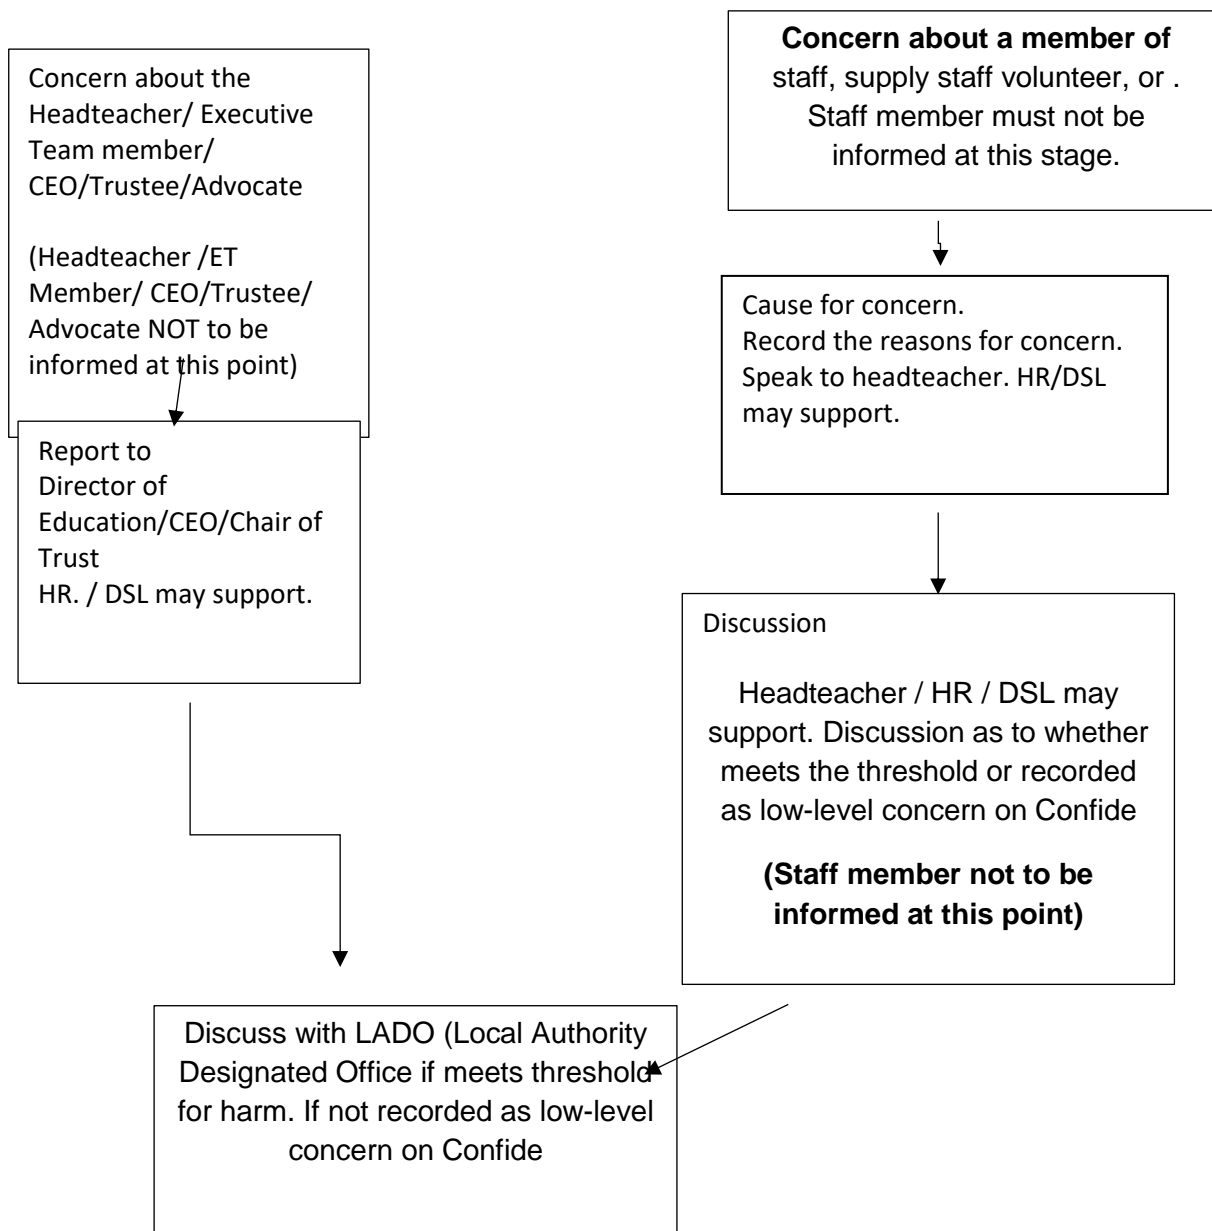 Concern about the
Headteacher/ Executive
Team member/
CEO/Trustee/Advocate
(Headteacher /ET
Member/ CEO/Trustee/
Advocate NOT to be
informed at this point)
Report to
Director of
Education/CEO/Chair of
Trust
HR. / DSL may support.
Concern about a member of
staff, supply staff volunteer, or .
Staff member must not be
informed at this stage.
Cause for concern.
Record the reasons for concern.
Speak to headteacher. HR/DSL
may support.
Discussion
Headteacher / HR / DSL may
support. Discussion as to whether
meets the threshold or recorded
as low-level concern on Confide
(Staff member not to be
informed at this point)
Discuss with LADO (Local Authority
Designated Office if meets threshold
for harm. If not recorded as low-level
concern on Confide